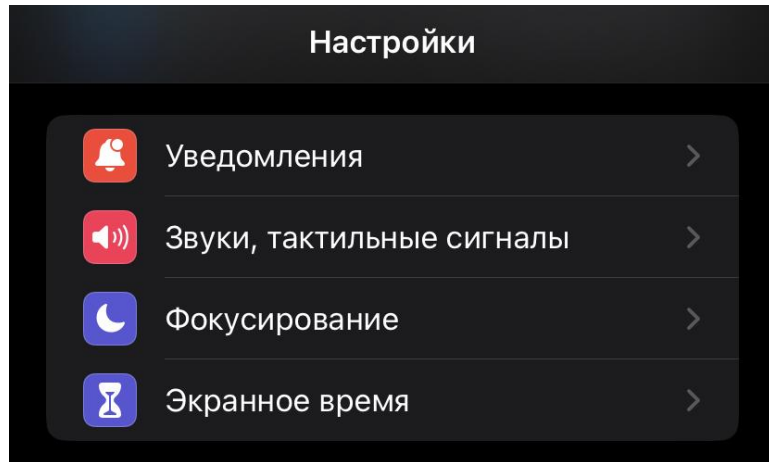 Настройки
Уведомления
Звуки, тактильные сигналы
Фокусирование
Экранное время